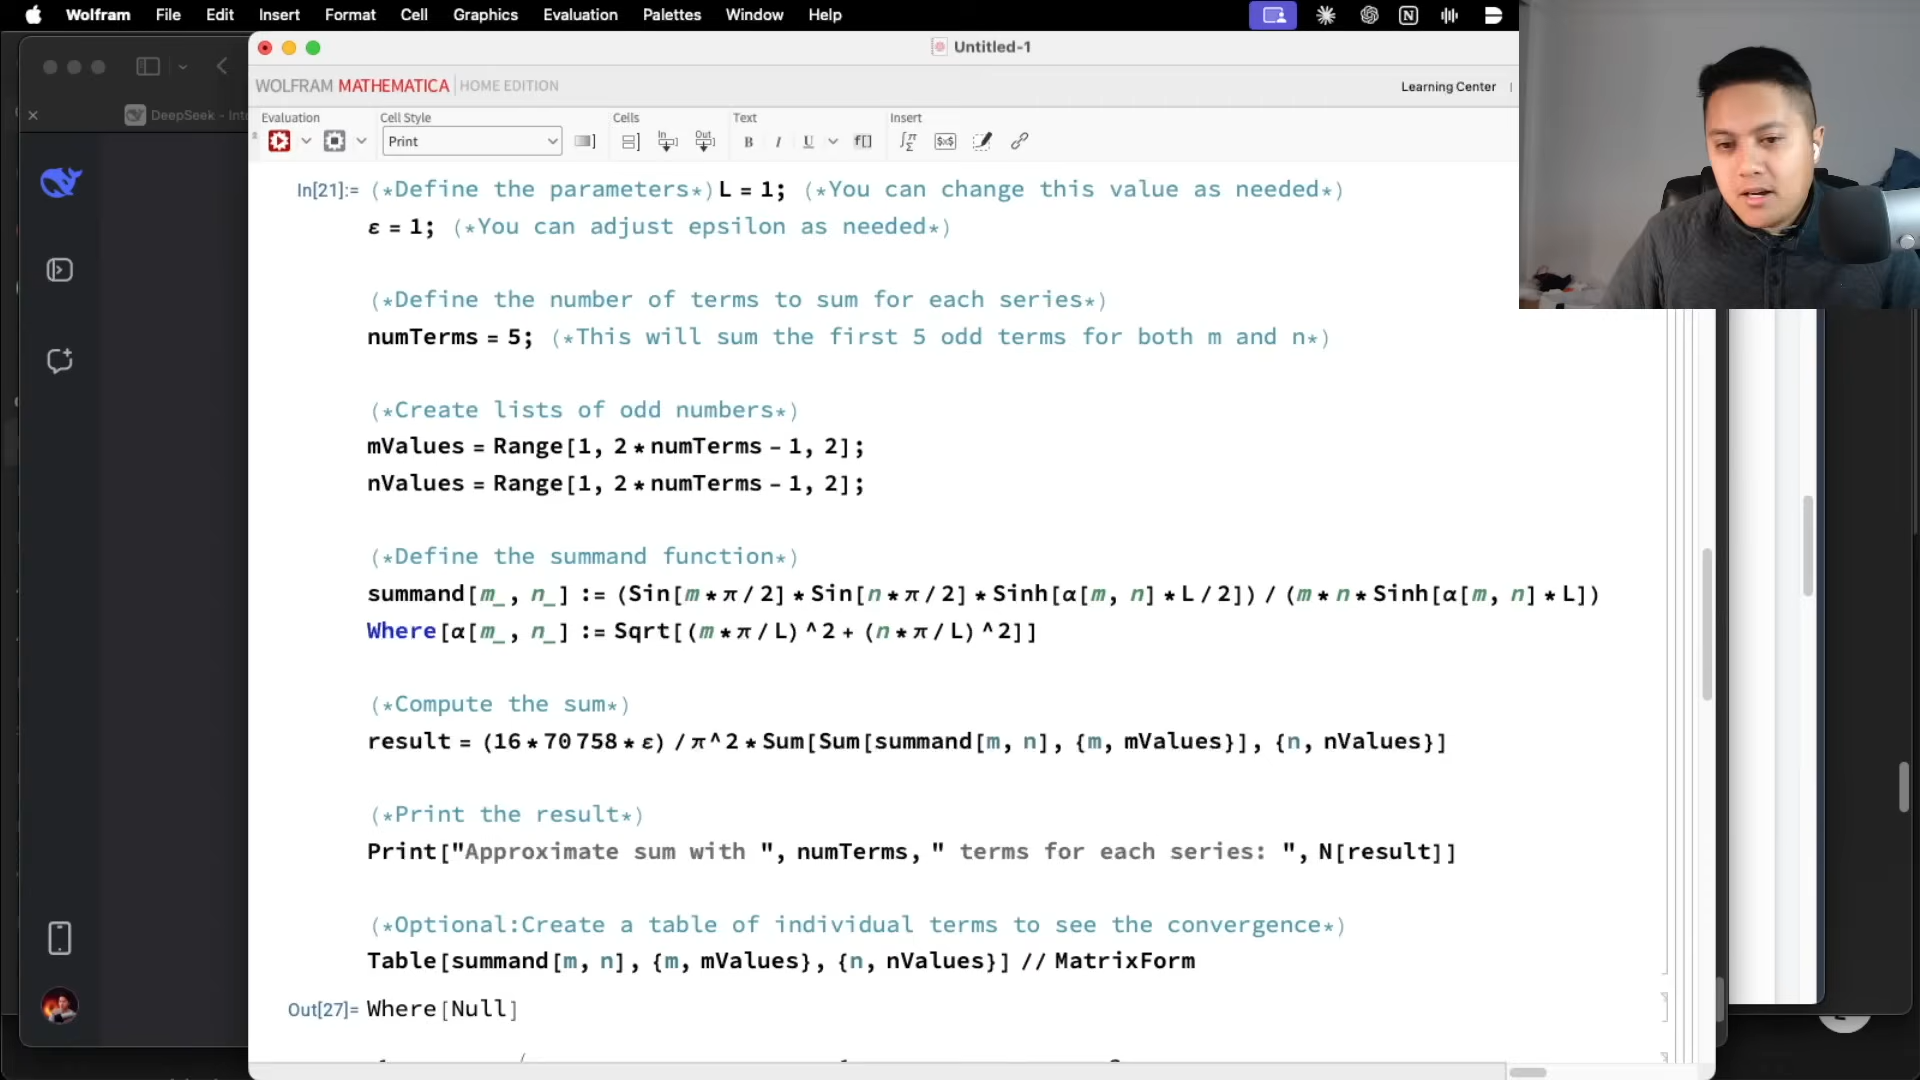 Wolfram File Edit Insert Format Cell Graphics Evaluation Palettes Window Help
Untitled-1
WOLFRAM MATHEMATICA HOME EDITION
Learning Center
DeepSeek - Int
Evaluation Cell Style Cells Text Insert
Print
In[21]:= (*Define the parameters*)L = 1; (*You can change this value as needed*)
ε = 1; (*You can adjust epsilon as needed*)
(*Define the number of terms to sum for each series*)
numTerms = 5; (*This will sum the first 5 odd terms for both m and n*)
(*Create lists of odd numbers*)
mValues = Range[1, 2*numTerms - 1, 2];
nValues = Range[1, 2*numTerms - 1, 2];
(*Define the summand function*)
summand[m_, n_] := (Sin[m*π/2]*Sin[n*π/2]*Sinh[α[m, n]*L/2])/(m*n*Sinh[α[m, n]*L])
Where[α[m_, n_] := Sqrt[(m*π/L)^2 + (n*π/L)^2]]
(*Compute the sum*)
result = (16*70758*ε)/π^2*Sum[Sum[summand[m, n], {m, mValues}], {n, nValues}]
(*Print the result*)
Print["Approximate sum with ", numTerms, " terms for each series: ", N[result]]
(*Optional:Create a table of individual terms to see the convergence*)
Table[summand[m, n], {m, mValues}, {n, nValues}] // MatrixForm
Out[27]= Where[Null]